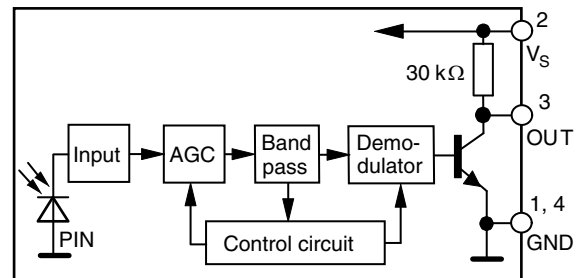 2
V_S
30 kΩ
3
OUT
Input
AGC
Band
pass
Demo-
dulator
1, 4
GND
PIN
Control circuit